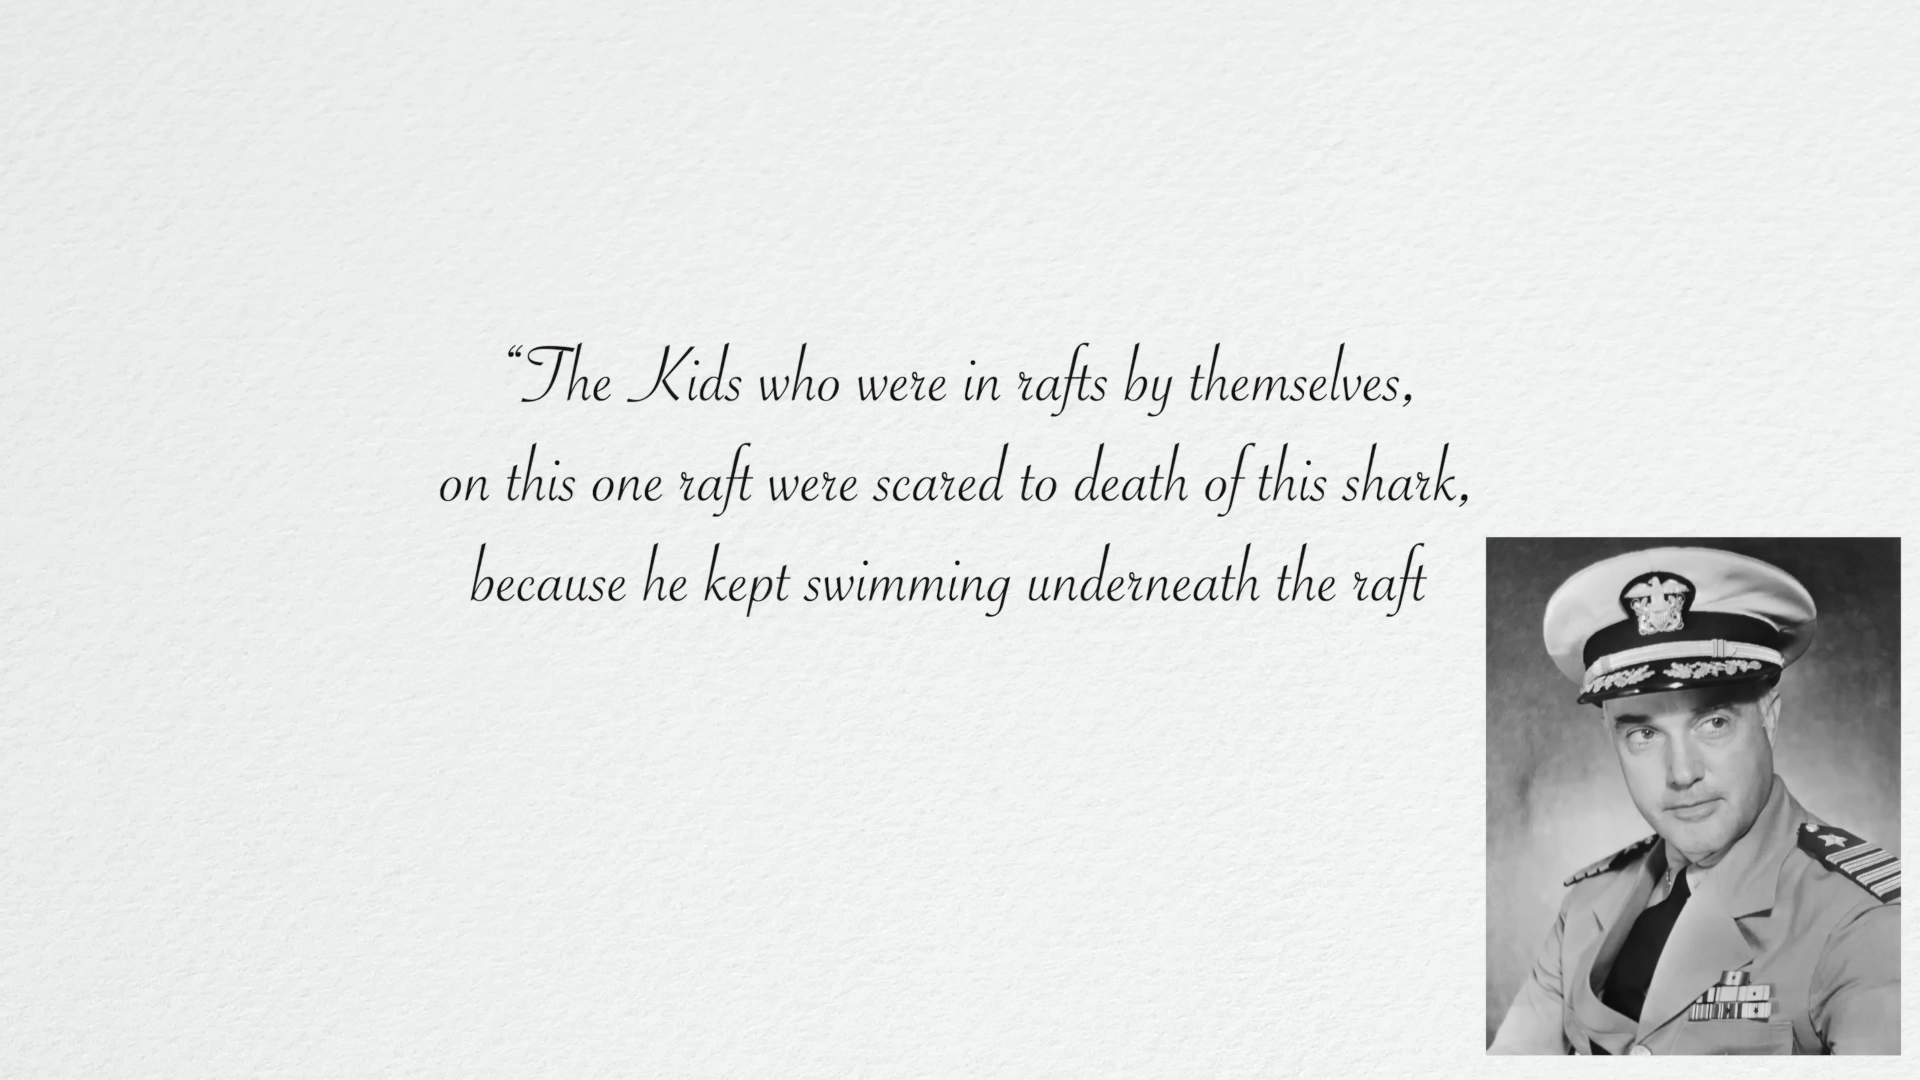 “The Kids who were in rafts by themselves,
on this one raft were scared to death of this shark,
because he kept swimming underneath the raft